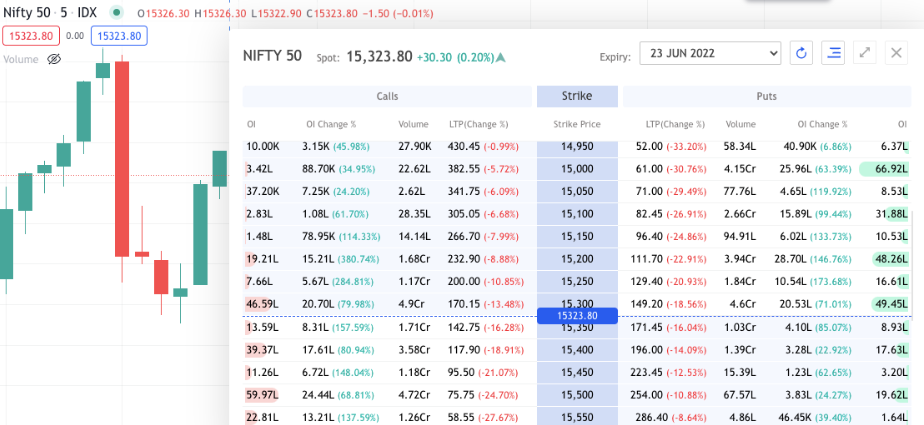 Nifty 50 · 5 · IDX O15326.30 H15326.30 L15322.90 C15323.80 −1.50 (−0.01%)
15323.80 0.00 15323.80
Volume
NIFTY 50 Spot: 15,323.80 +30.30 (0.20%) Expiry: 23 JUN 2022
Calls Strike Puts
OI OI Change % Volume LTP(Change %) Strike Price LTP(Change %) Volume OI Change % OI
10.00K 3.15K (45.98%) 27.90K 430.45 (-0.99%) 14,950 52.00 (-33.20%) 58.34L 40.90K (6.86%) 6.37L
3.42L 88.70K (34.95%) 22.62L 382.55 (-5.72%) 15,000 61.00 (-30.76%) 4.15Cr 25.96L (63.39%) 66.92L
37.20K 7.25K (24.20%) 2.62L 341.75 (-6.09%) 15,050 71.00 (-29.49%) 77.76L 4.65L (119.92%) 8.53L
2.83L 1.08L (61.70%) 28.35L 305.05 (-6.68%) 15,100 82.45 (-26.91%) 2.66Cr 15.89L (99.44%) 31.88L
1.48L 78.95K (114.33%) 14.14L 266.70 (-7.99%) 15,150 96.40 (-24.86%) 94.91L 6.02L (133.73%) 10.53L
19.21L 15.21L (380.74%) 1.68Cr 232.90 (-8.88%) 15,200 111.70 (-22.91%) 3.94Cr 28.70L (146.76%) 48.26L
7.66L 5.67L (284.81%) 1.17Cr 200.00 (-10.85%) 15,250 129.40 (-20.93%) 1.84Cr 10.54L (173.68%) 16.61L
46.59L 20.70L (79.98%) 4.9Cr 170.15 (-13.48%) 15,300 149.20 (-18.56%) 4.6Cr 20.53L (71.01%) 49.45L
15323.80
13.59L 8.31L (157.59%) 1.71Cr 142.75 (-16.28%) 15,350 171.45 (-16.04%) 1.03Cr 4.10L (85.07%) 8.93L
39.37L 17.61L (80.94%) 3.58Cr 117.90 (-18.91%) 15,400 196.00 (-14.09%) 1.39Cr 3.28L (22.92%) 17.63L
11.26L 6.72L (148.04%) 1.18Cr 95.50 (-21.07%) 15,450 223.45 (-12.53%) 15.39L 1.23L (62.65%) 3.20L
59.97L 24.44L (68.81%) 4.72Cr 75.75 (-24.70%) 15,500 254.00 (-10.88%) 67.57L 3.83L (24.27%) 19.62L
22.81L 13.21L (137.59%) 1.26Cr 58.55 (-27.67%) 15,550 286.40 (-8.64%) 4.86L 46.45K (39.40%) 1.64L